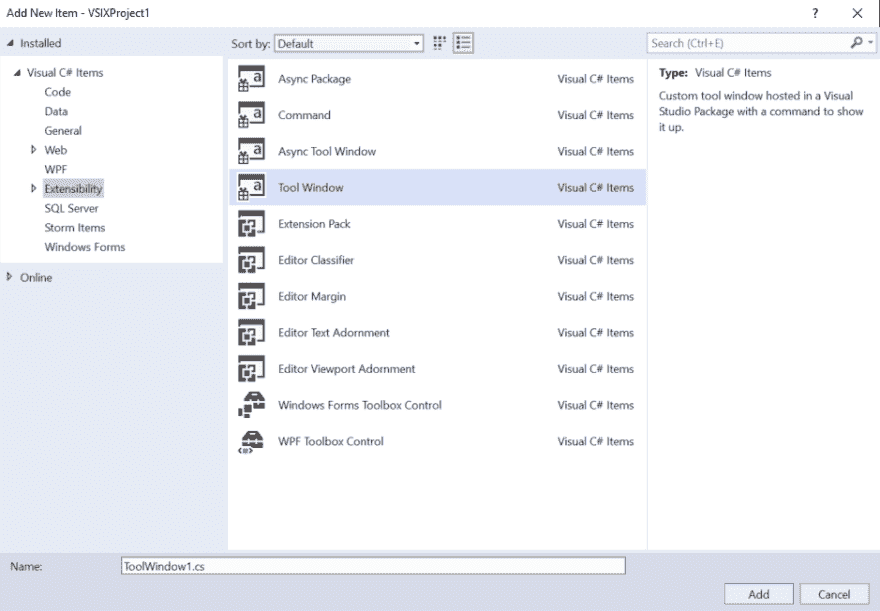 Add New Item - VSIXProject1
?
Installed
Sort by: Default
Search (Ctrl+E)
Visual C# Items
Code
Data
General
Web
WPF
Extensibility
SQL Server
Storm Items
Windows Forms
Online
Async Package Visual C# Items
Command Visual C# Items
Async Tool Window Visual C# Items
Tool Window Visual C# Items
Extension Pack Visual C# Items
Editor Classifier Visual C# Items
Editor Margin Visual C# Items
Editor Text Adornment Visual C# Items
Editor Viewport Adornment Visual C# Items
Windows Forms Toolbox Control Visual C# Items
WPF Toolbox Control Visual C# Items
Type: Visual C# Items
Custom tool window hosted in a Visual
Studio Package with a command to show
it up.
Name: ToolWindow1.cs
Add Cancel